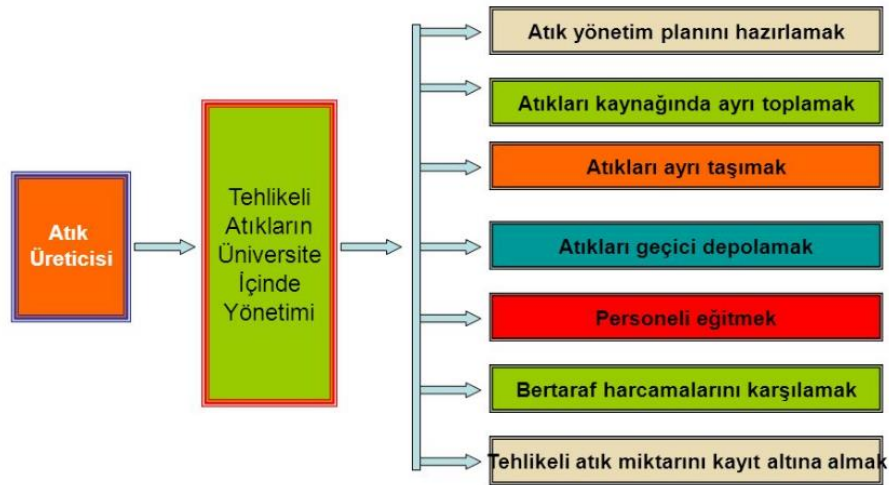 Atık
Üreticisi
Tehlikeli
Atıkların
Üniversite
İçinde
Yönetimi
Atık yönetim planını hazırlamak
Atıkları kaynağında ayrı toplamak
Atıkları ayrı taşımak
Atıkları geçici depolamak
Personeli eğitmek
Bertaraf harcamalarını karşılamak
Tehlikeli atık miktarını kayıt altına almak